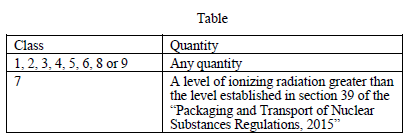 Table
Class Quantity
1, 2, 3, 4, 5, 6, 8 or 9 Any quantity
7 A level of ionizing radiation greater than
the level established in section 39 of the
“Packaging and Transport of Nuclear
Substances Regulations, 2015”